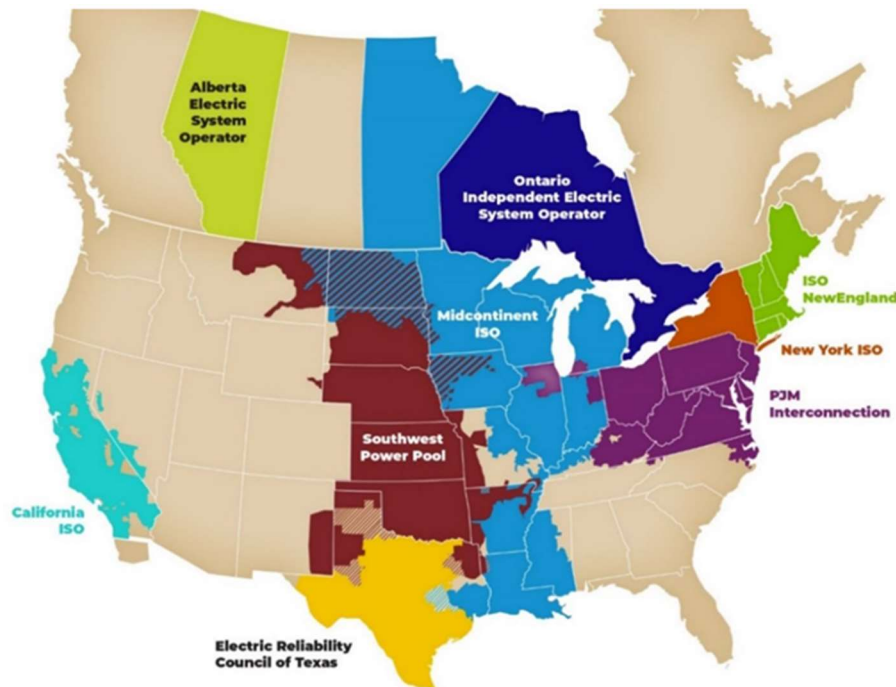 Alberta
Electric
System
Operator
Ontario
Independent Electric
System Operator
ISO
NewEngland
Midcontinent
ISO
New York ISO
PJM
Interconnection
Southwest
Power Pool
California
ISO
Electric Reliability
Council of Texas